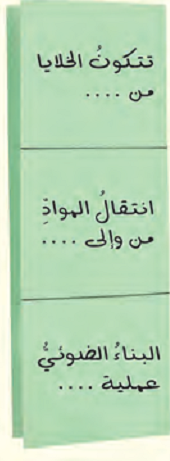 تتكونُ الخلايا
من ....
انتقالُ الموادِّ
من وإلى ....
البناءُ الضوئيُّ
عملية ....